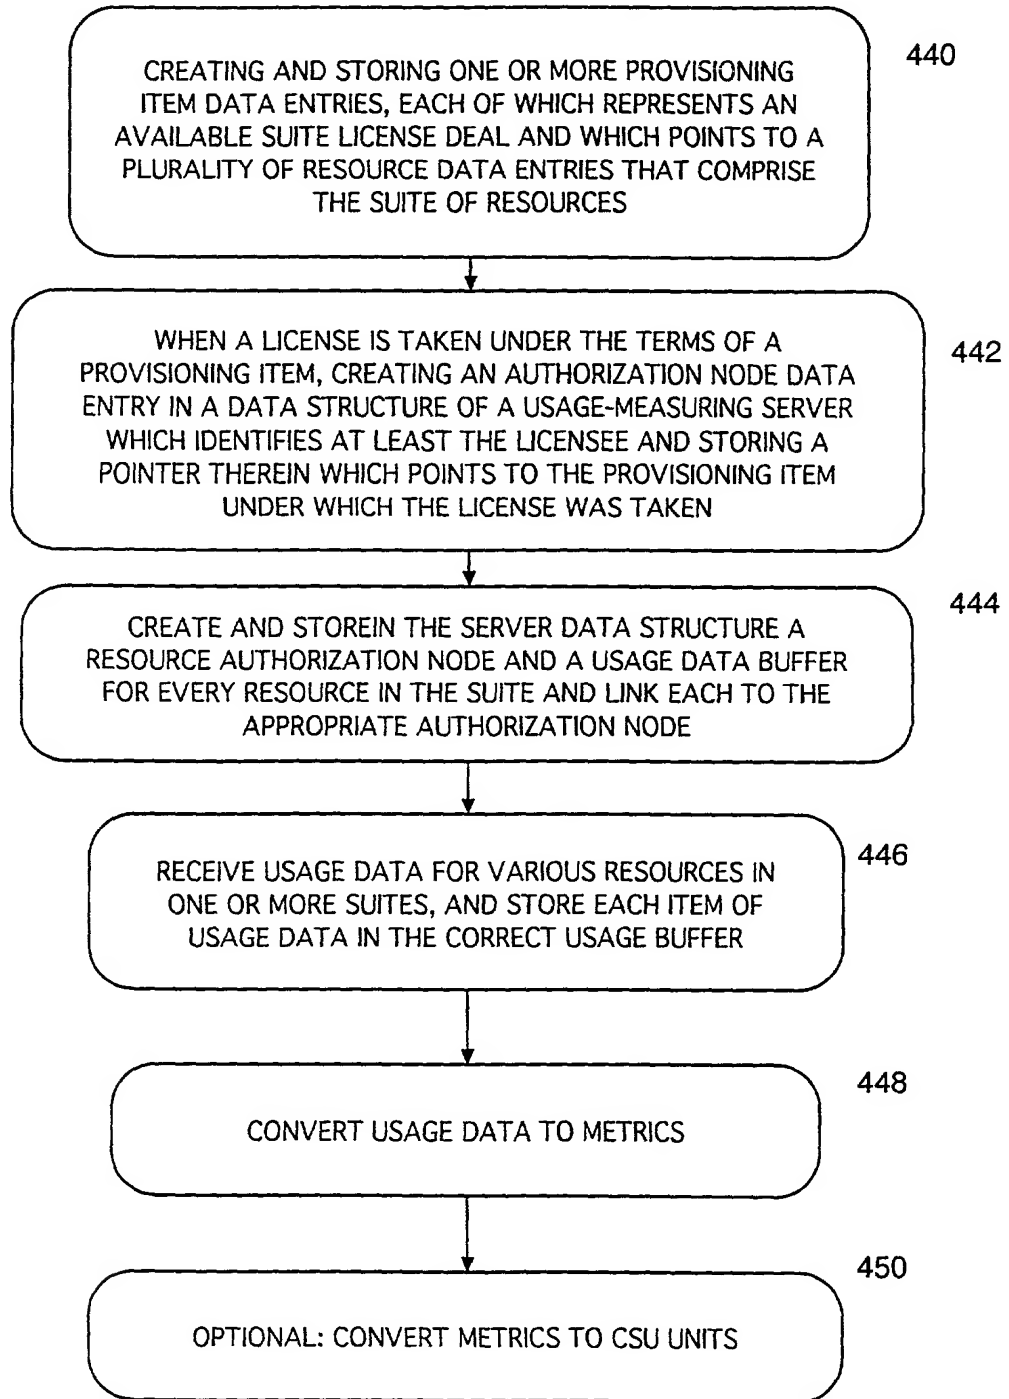 440
CREATING AND STORING ONE OR MORE PROVISIONING
ITEM DATA ENTRIES, EACH OF WHICH REPRESENTS AN
AVAILABLE SUITE LICENSE DEAL AND WHICH POINTS TO A
PLURALITY OF RESOURCE DATA ENTRIES THAT COMPRISE
THE SUITE OF RESOURCES
442
WHEN A LICENSE IS TAKEN UNDER THE TERMS OF A
PROVISIONING ITEM, CREATING AN AUTHORIZATION NODE DATA
ENTRY IN A DATA STRUCTURE OF A USAGE-MEASURING SERVER
WHICH IDENTIFIES AT LEAST THE LICENSEE AND STORING A
POINTER THEREIN WHICH POINTS TO THE PROVISIONING ITEM
UNDER WHICH THE LICENSE WAS TAKEN
444
CREATE AND STOREIN THE SERVER DATA STRUCTURE A
RESOURCE AUTHORIZATION NODE AND A USAGE DATA BUFFER
FOR EVERY RESOURCE IN THE SUITE AND LINK EACH TO THE
APPROPRIATE AUTHORIZATION NODE
446
RECEIVE USAGE DATA FOR VARIOUS RESOURCES IN
ONE OR MORE SUITES, AND STORE EACH ITEM OF
USAGE DATA IN THE CORRECT USAGE BUFFER
448
CONVERT USAGE DATA TO METRICS
450
OPTIONAL: CONVERT METRICS TO CSU UNITS